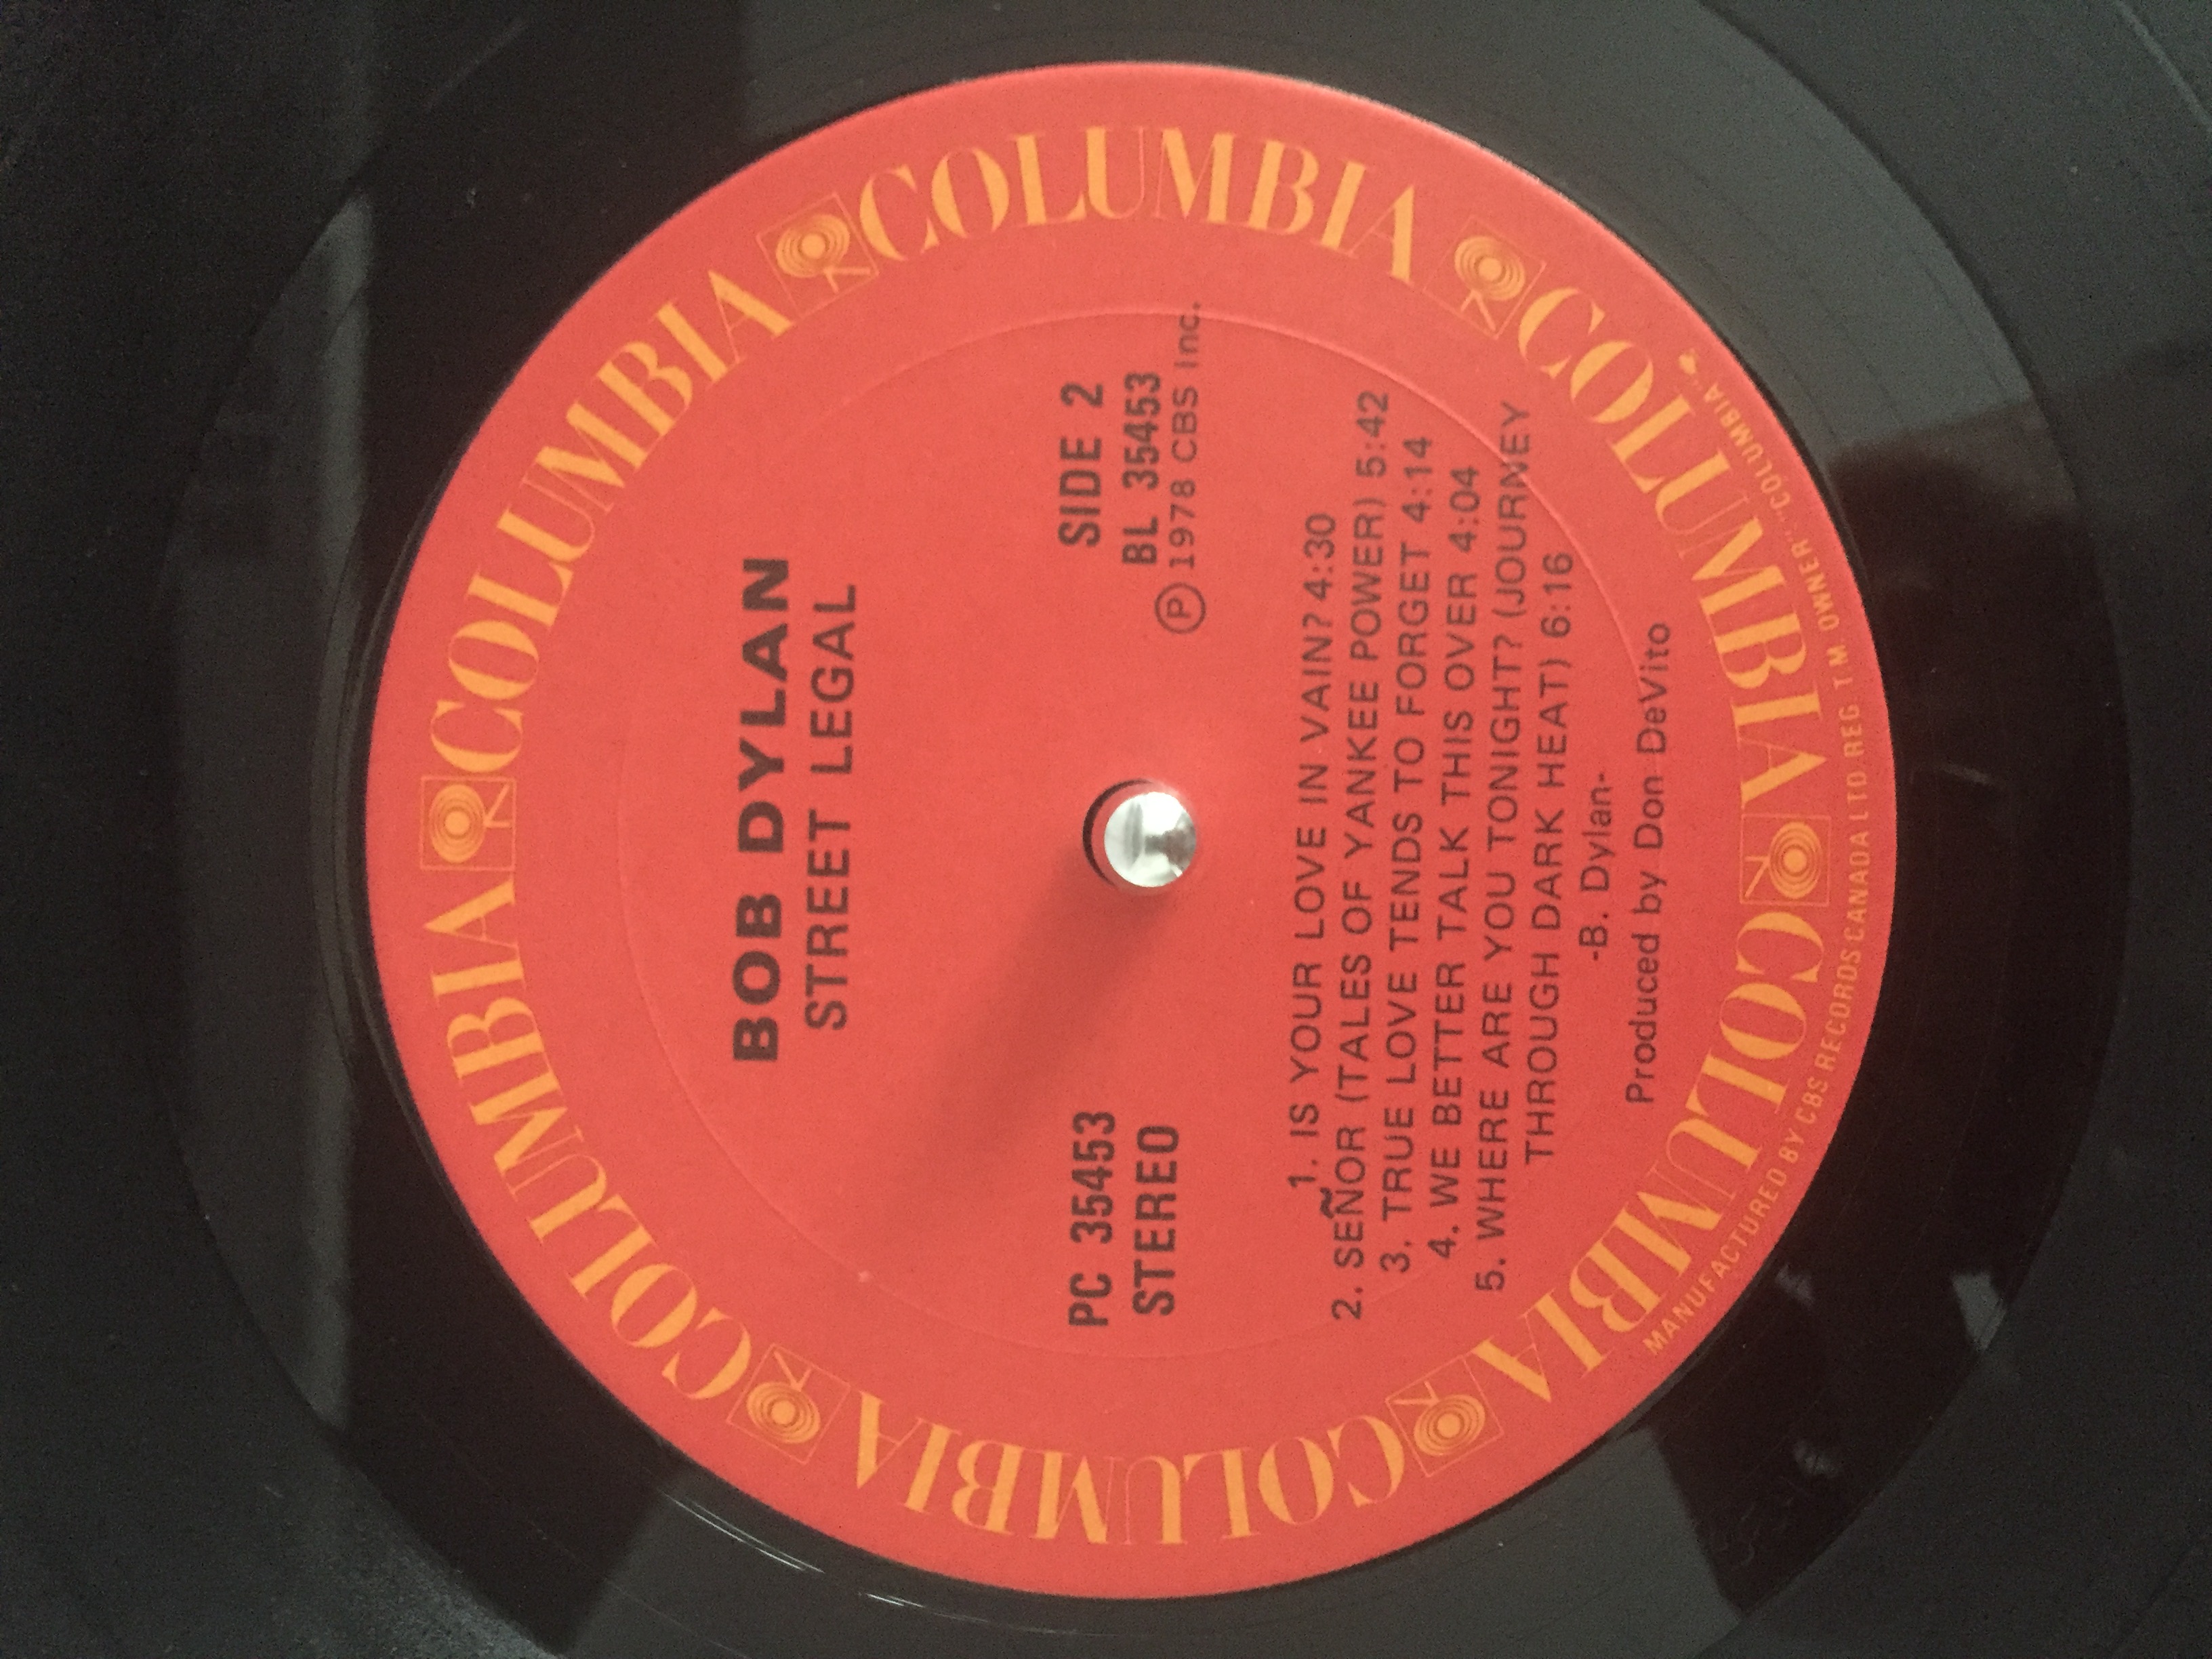 COLUMBIA COLUMBIA COLUMBIA COLUMBIA COLUMBIA COLUMBIA
BOB DYLAN
STREET LEGAL
PC 35453
STEREO
SIDE 2
BL 35453
Ⓟ 1978 CBS Inc.
1. IS YOUR LOVE IN VAIN? 4:30
2. SEÑOR (TALES OF YANKEE POWER) 5:42
3. TRUE LOVE TENDS TO FORGET 4:14
4. WE BETTER TALK THIS OVER 4:04
5. WHERE ARE YOU TONIGHT? (JOURNEY
THROUGH DARK HEAT) 6:16
-B. Dylan-
Produced by Don DeVito
MANUFACTURED BY CBS RECORDS CANADA LTD. REG. T.M. OWNER "COLUMBIA"